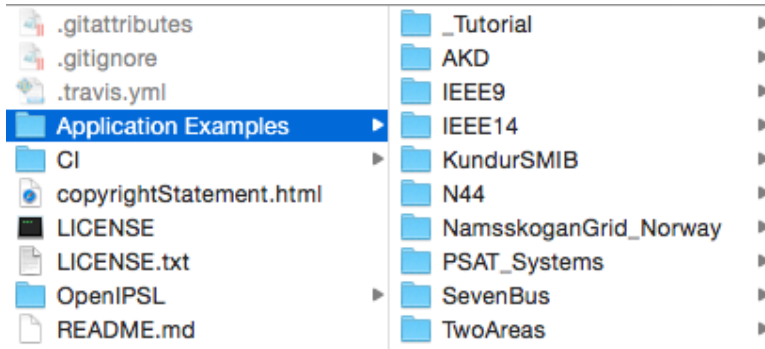 .gitattributes
.gitignore
.travis.yml
Application Examples
CI
copyrightStatement.html
LICENSE
LICENSE.txt
OpenIPSL
README.md
_Tutorial
AKD
IEEE9
IEEE14
KundurSMIB
N44
NamsskoganGrid_Norway
PSAT_Systems
SevenBus
TwoAreas